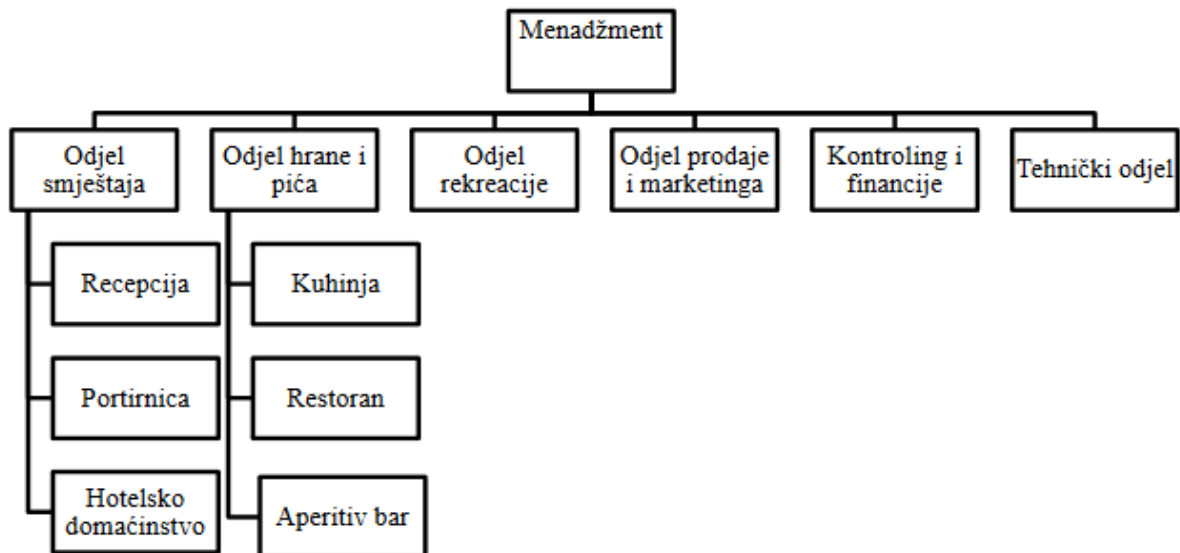 Menadžment
Odjel
smještaja
Odjel hrane i
pića
Odjel
rekreacije
Odjel prodaje
i marketinga
Kontroling i
financije
Tehnički odjel
Recepcija
Kuhinja
Portirnica
Restoran
Hotelsko
domaćinstvo
Aperitiv bar